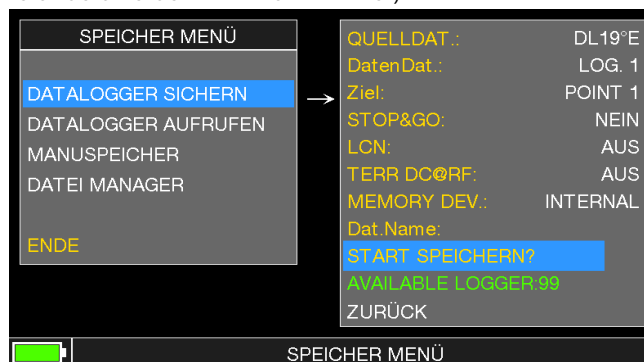 SPEICHER MENÜ
DATALOGGER SICHERN
DATALOGGER AUFRUFEN
MANUSPEICHER
DATEI MANAGER
ENDE
→
QUELLDAT.: DL19°E
DatenDat.: LOG. 1
Ziel: POINT 1
STOP&GO: NEIN
LCN: AUS
TERR DC@RF: AUS
MEMORY DEV.: INTERNAL
Dat.Name:
START SPEICHERN?
AVAILABLE LOGGER:99
ZURÜCK
SPEICHER MENÜ